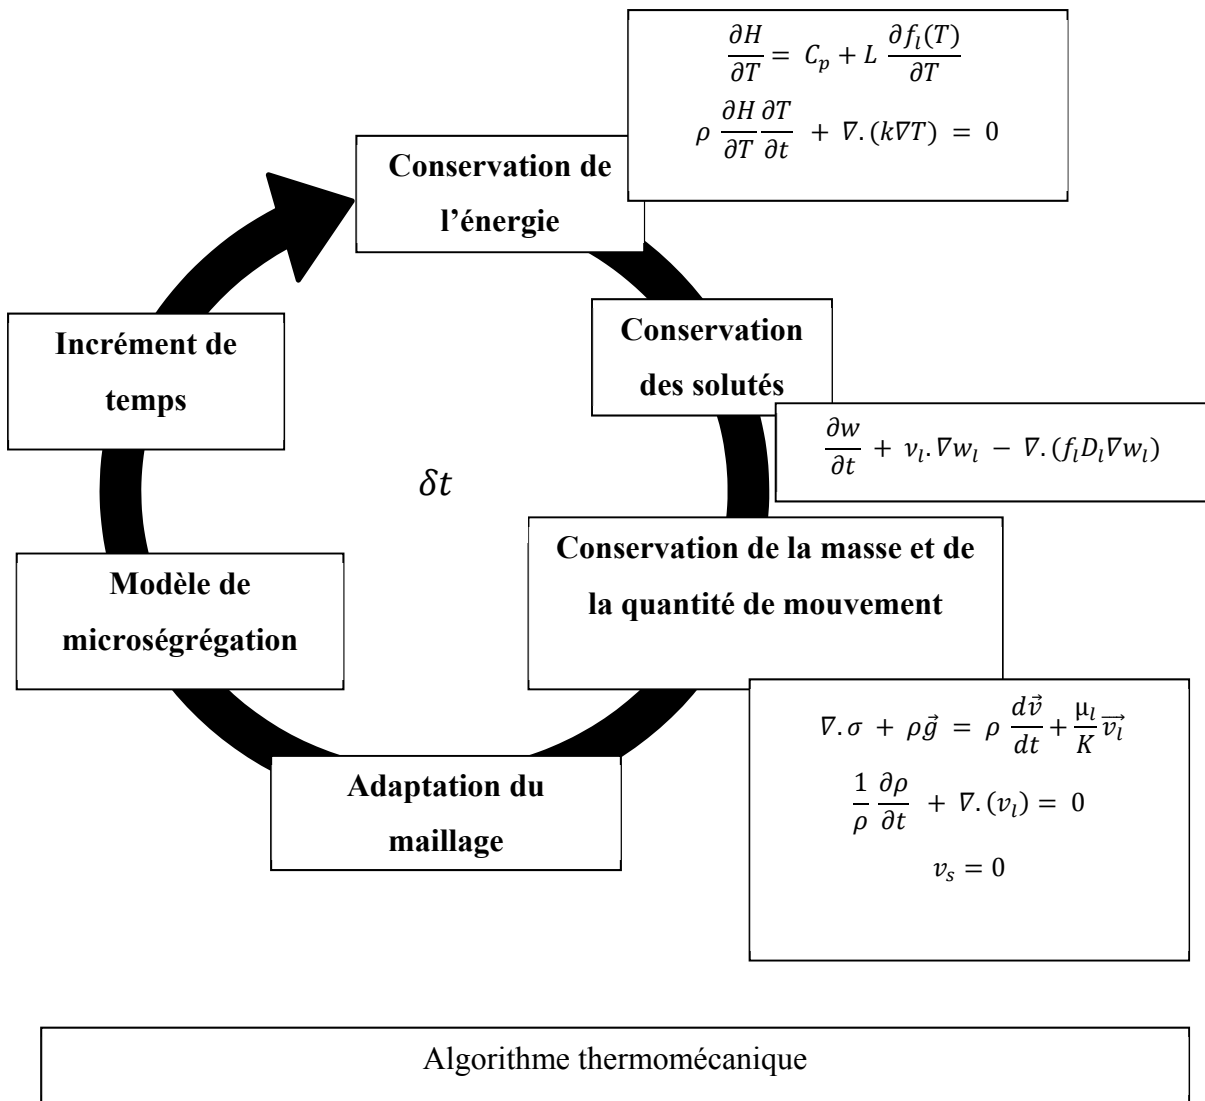 ∂H/∂T = C_p + L ∂f_l(T)/∂T
ρ ∂H/∂T ∂T/∂t + ∇.(k∇T) = 0
Conservation de
l’énergie
Conservation
des solutés
∂w/∂t + ν_l.∇w_l − ∇.(f_l D_l ∇w_l)
Incrément de
temps
δt
Conservation de la masse et de
la quantité de mouvement
Modèle de
microségrégation
∇.σ + ρg⃗ = ρ dv⃗/dt + μ_l/K v_l⃗
1/ρ ∂ρ/∂t + ∇.(v_l) = 0
v_s = 0
Adaptation du
maillage
Algorithme thermomécanique